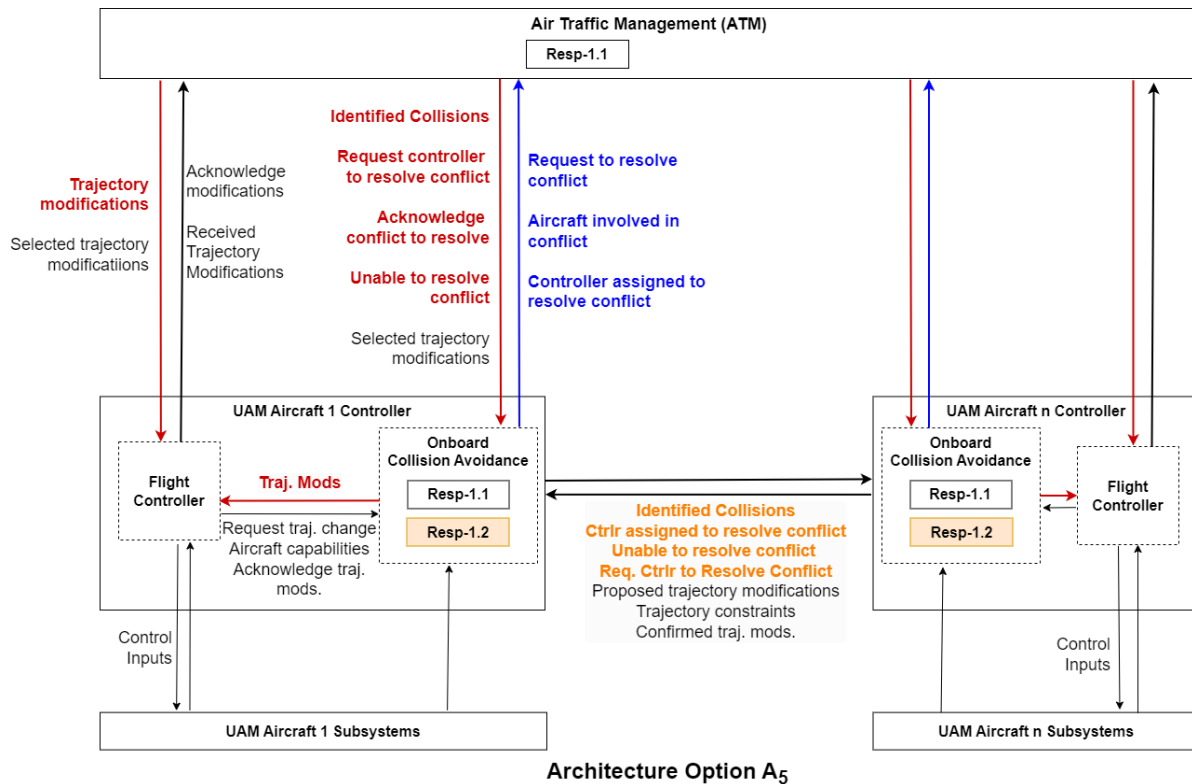 Air Traffic Management (ATM)
Resp-1.1
Trajectory
modifications
Selected trajectory
modificatiions
Acknowledge
modifications
Received
Trajectory
Modifications
Identified Collisions
Request controller
to resolve conflict
Acknowledge
conflict to resolve
Unable to resolve
conflict
Selected trajectory
modifications
Request to resolve
conflict
Aircraft involved in
conflict
Controller assigned to
resolve conflict
UAM Aircraft 1 Controller
Flight
Controller
Traj. Mods
Request traj. change
Aircraft capabilities
Acknowledge traj.
mods.
Onboard
Collision Avoidance
Resp-1.1
Resp-1.2
Identified Collisions
Ctrlr assigned to resolve conflict
Unable to resolve conflict
Req. Ctrlr to Resolve Conflict
Proposed trajectory modifications
Trajectory constraints
Confirmed traj. mods.
UAM Aircraft n Controller
Onboard
Collision Avoidance
Resp-1.1
Resp-1.2
Flight
Controller
Control
Inputs
Control
Inputs
UAM Aircraft 1 Subsystems
UAM Aircraft n Subsystems
Architecture Option A5